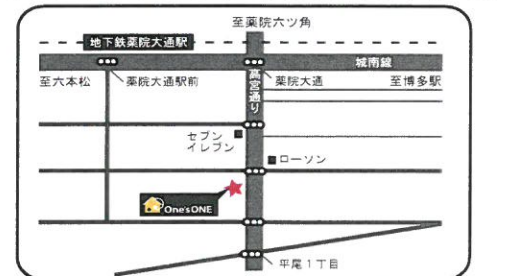 至薬院六ツ角
地下鉄薬院大通駅
城南線
至六本松
薬院大通駅前
高宮通り
薬院大通
至博多駅
セブン
イレブン
ローソン
One'sONE
平尾1丁目